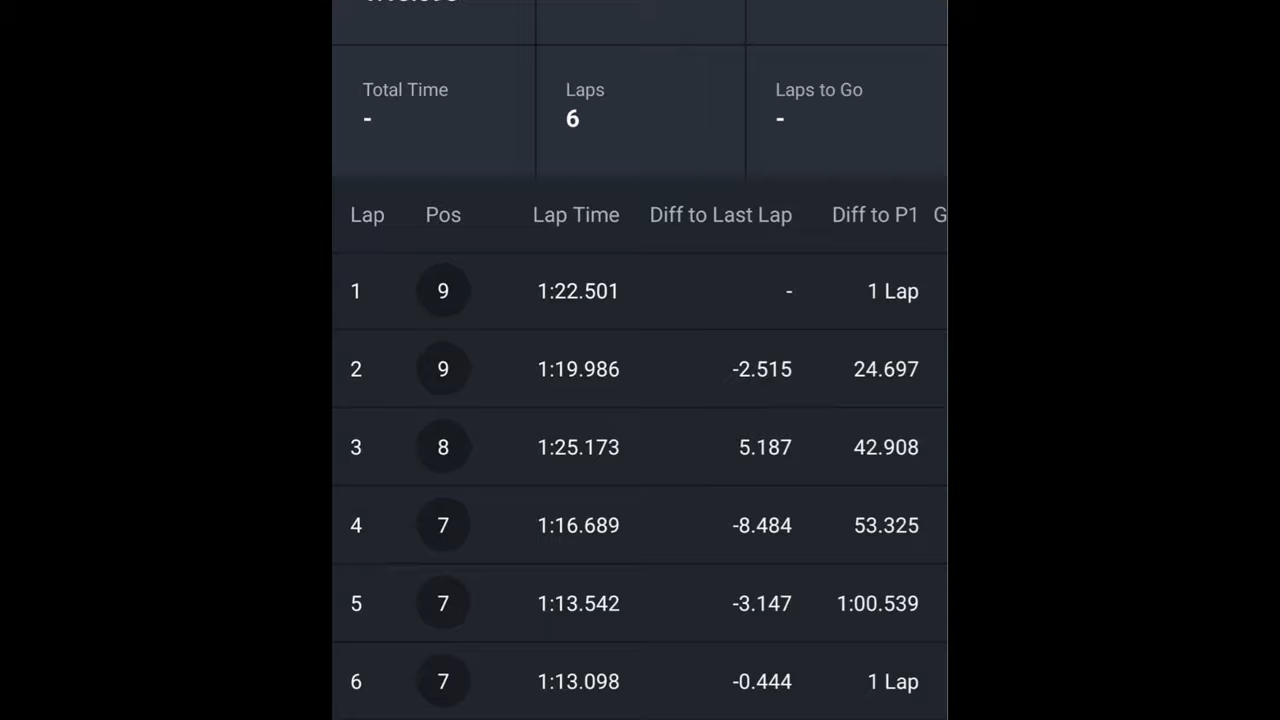 Total Time Laps Laps to Go
- 6 -
Lap Pos Lap Time Diff to Last Lap Diff to P1 G
1 9 1:22.501 - 1 Lap
2 9 1:19.986 -2.515 24.697
3 8 1:25.173 5.187 42.908
4 7 1:16.689 -8.484 53.325
5 7 1:13.542 -3.147 1:00.539
6 7 1:13.098 -0.444 1 Lap